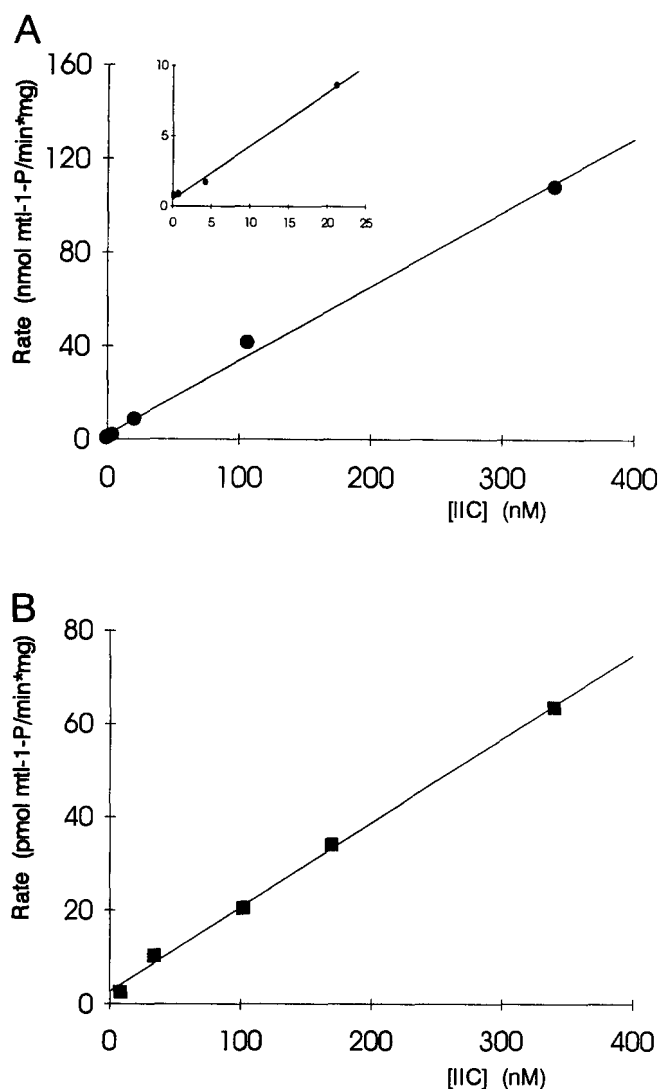 A
Rate (nmol mtl-1-P/min*mg)
160
120
80
40
0
10
5
0
0 5 10 15 20 25
0 100 200 300 400
[IIC] (nM)
B
Rate (pmol mtl-1-P/min*mg)
80
60
40
20
0
0 100 200 300 400
[IIC] (nM)